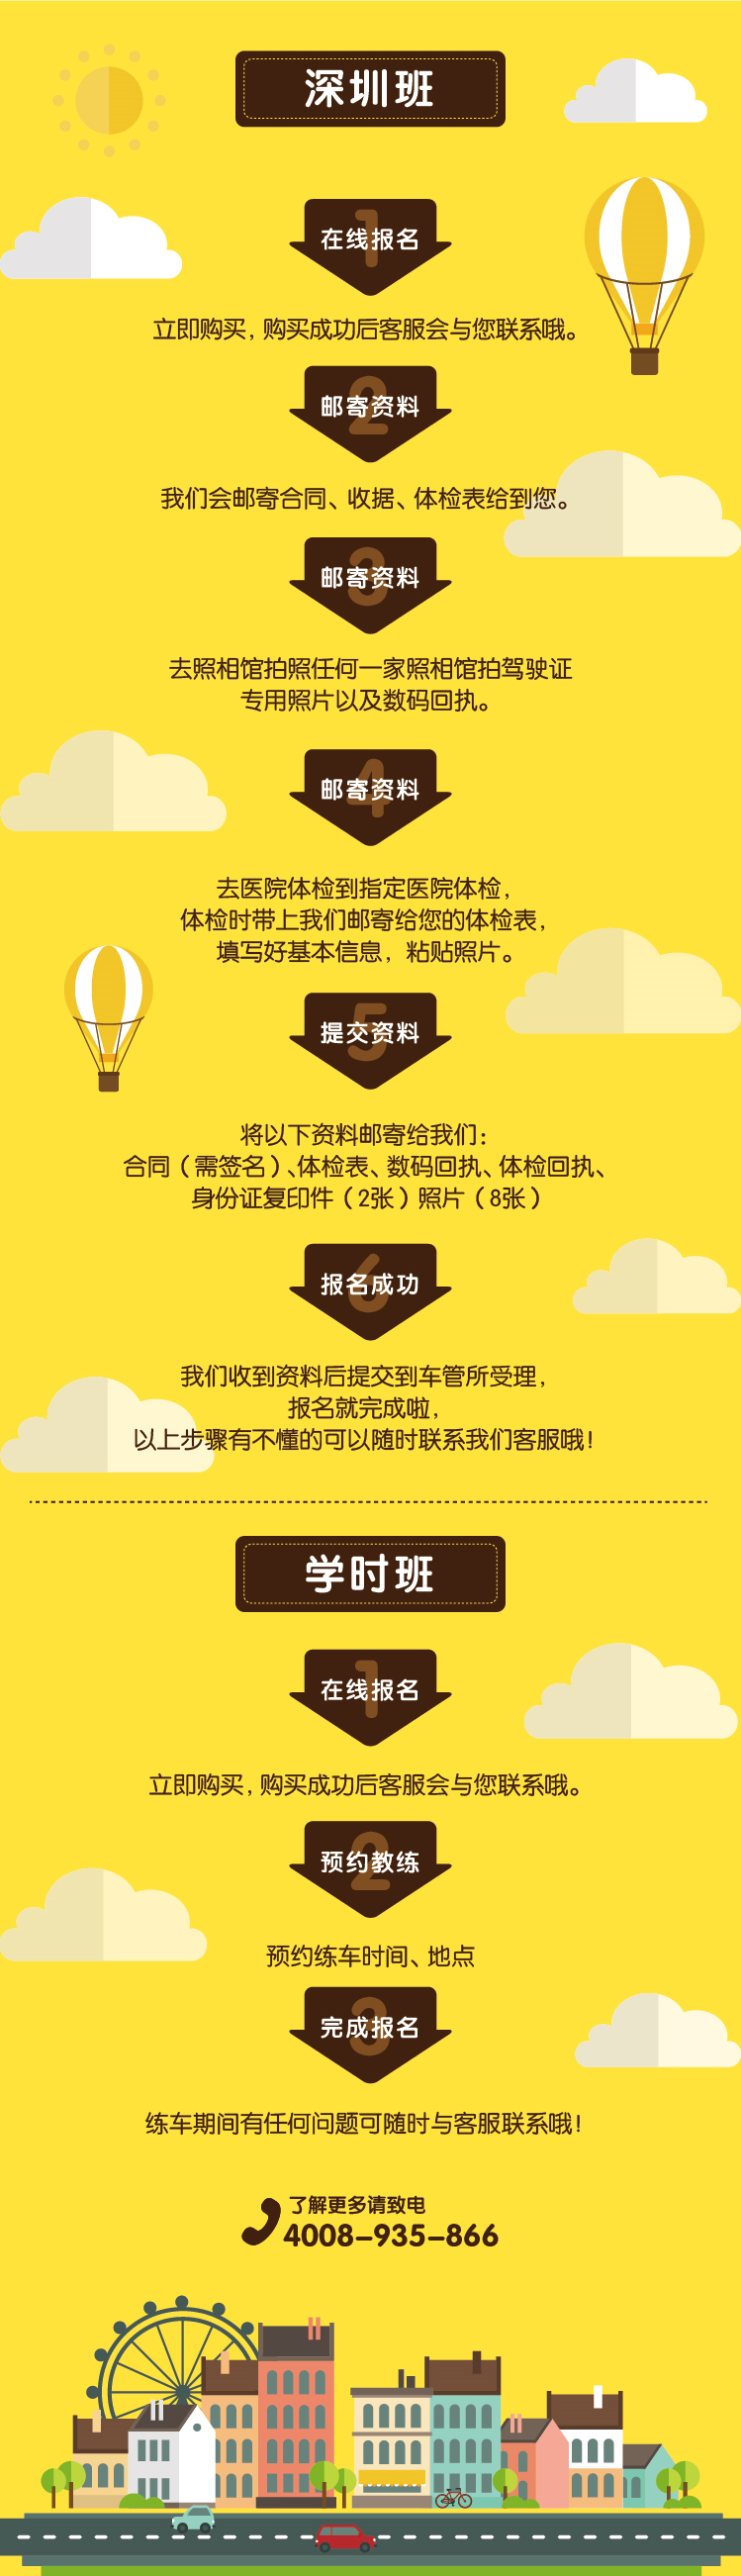 深圳班
1
在线报名
立即购买，购买成功后客服会与您联系哦。
2
邮寄资料
我们会邮寄合同、收据、体检表给到您。
3
邮寄资料
去照相馆拍照任何一家照相馆拍驾驶证
专用照片以及数码回执。
4
邮寄资料
去医院体检到指定医院体检，
体检时带上我们邮寄给您的体检表，
填写好基本信息，粘贴照片。
5
提交资料
将以下资料邮寄给我们：
合同（需签名）、体检表、数码回执、体检回执、
身份证复印件（2张）照片（8张）
6
报名成功
我们收到资料后提交到车管所受理，
报名就完成啦，
以上步骤有不懂的可以随时联系我们客服哦！
学时班
1
在线报名
立即购买，购买成功后客服会与您联系哦。
2
预约教练
预约练车时间、地点
3
完成报名
练车期间有任何问题可随时与客服联系哦！
了解更多请致电
4008-935-866